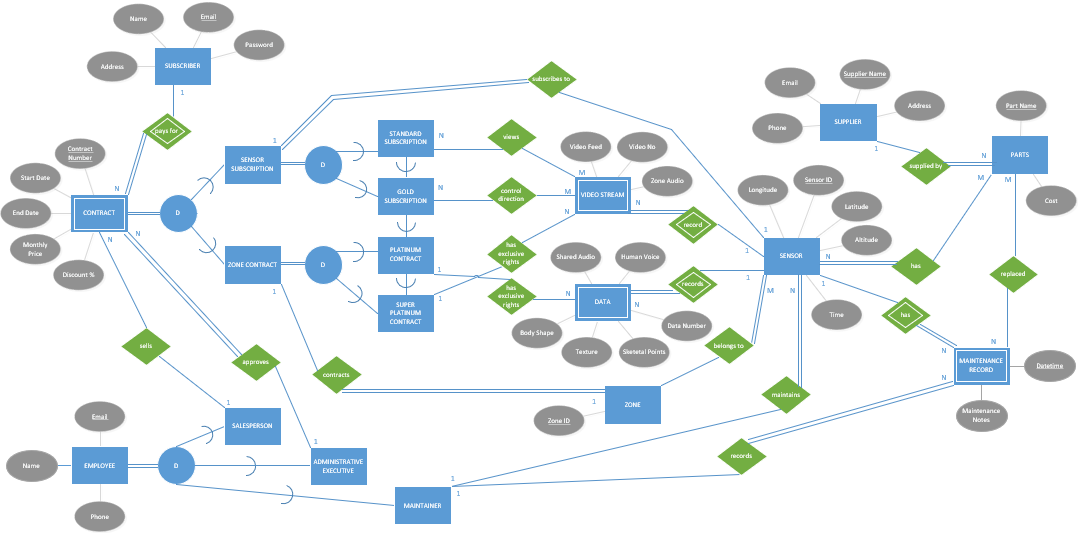 Name
Email
Password
Address
SUBSCRIBER
1
pays for
Contract
Number
Start Date
End Date
Monthly
Price
Discount %
CONTRACT
N
N
N
D
SENSOR
SUBSCRIPTION
1
ZONE CONTRACT
1
D
D
STANDARD
SUBSCRIPTION
N
GOLD
SUBSCRIPTION
N
PLATINUM
CONTRACT
1
SUPER
PLATINUM
CONTRACT
1
subscribes to
views
control
direction
has
exclusive
rights
has
exclusive
rights
Video Feed
Video No
Zone Audio
VIDEO STREAM
M
M
N
N
record
Shared Audio
Human Voice
DATA
N
N
Body Shape
Texture
Sketetal Points
Data Number
records
Longitude
Sensor ID
Latitude
Altitude
Time
SENSOR
1
1
1
M
N
1
N
Email
Supplier Name
Address
Phone
SUPPLIER
1
supplied by
Part Name
PARTS
N
M
M
Cost
has
replaced
has
MAINTENANCE
RECORD
N
N
N
Datetime
Maintenance
Notes
belongs to
maintains
records
contracts
ZONE
1
Zone ID
sells
approves
SALESPERSON
1
ADMINISTRATIVE
EXECUTIVE
1
MAINTAINER
1
1
Email
Name
EMPLOYEE
Phone
D